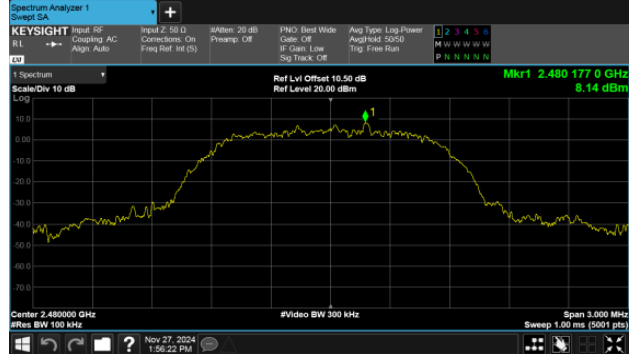 Spectrum Analyzer 1
Swept SA
+
KEYSIGHT Input: RF Input Z: 50 Ω #Atten: 20 dB PNO: Best Wide Avg Type: Log-Power 1 2 3 4 5 6
RL Coupling: AC Corrections: On Preamp: Off Gate: Off Avg|Hold: 50/50 M W W W W W
Align: Auto Freq Ref: Int (S) IF Gain: Low Trig: Free Run
LXI Sig Track: Off P N N N N N
1 Spectrum
Scale/Div 10 dB
Ref Lvl Offset 10.50 dB
Ref Level 20.00 dBm
Mkr1 2.480 177 0 GHz
8.14 dBm
Log
1
10.0
0.00
-10.0
-20.0
-30.0
-40.0
-50.0
-60.0
-70.0
Center 2.480000 GHz #Video BW 300 kHz Span 3.000 MHz
#Res BW 100 kHz Sweep 1.00 ms (5001 pts)
? Nov 27, 2024
1:56:22 PM